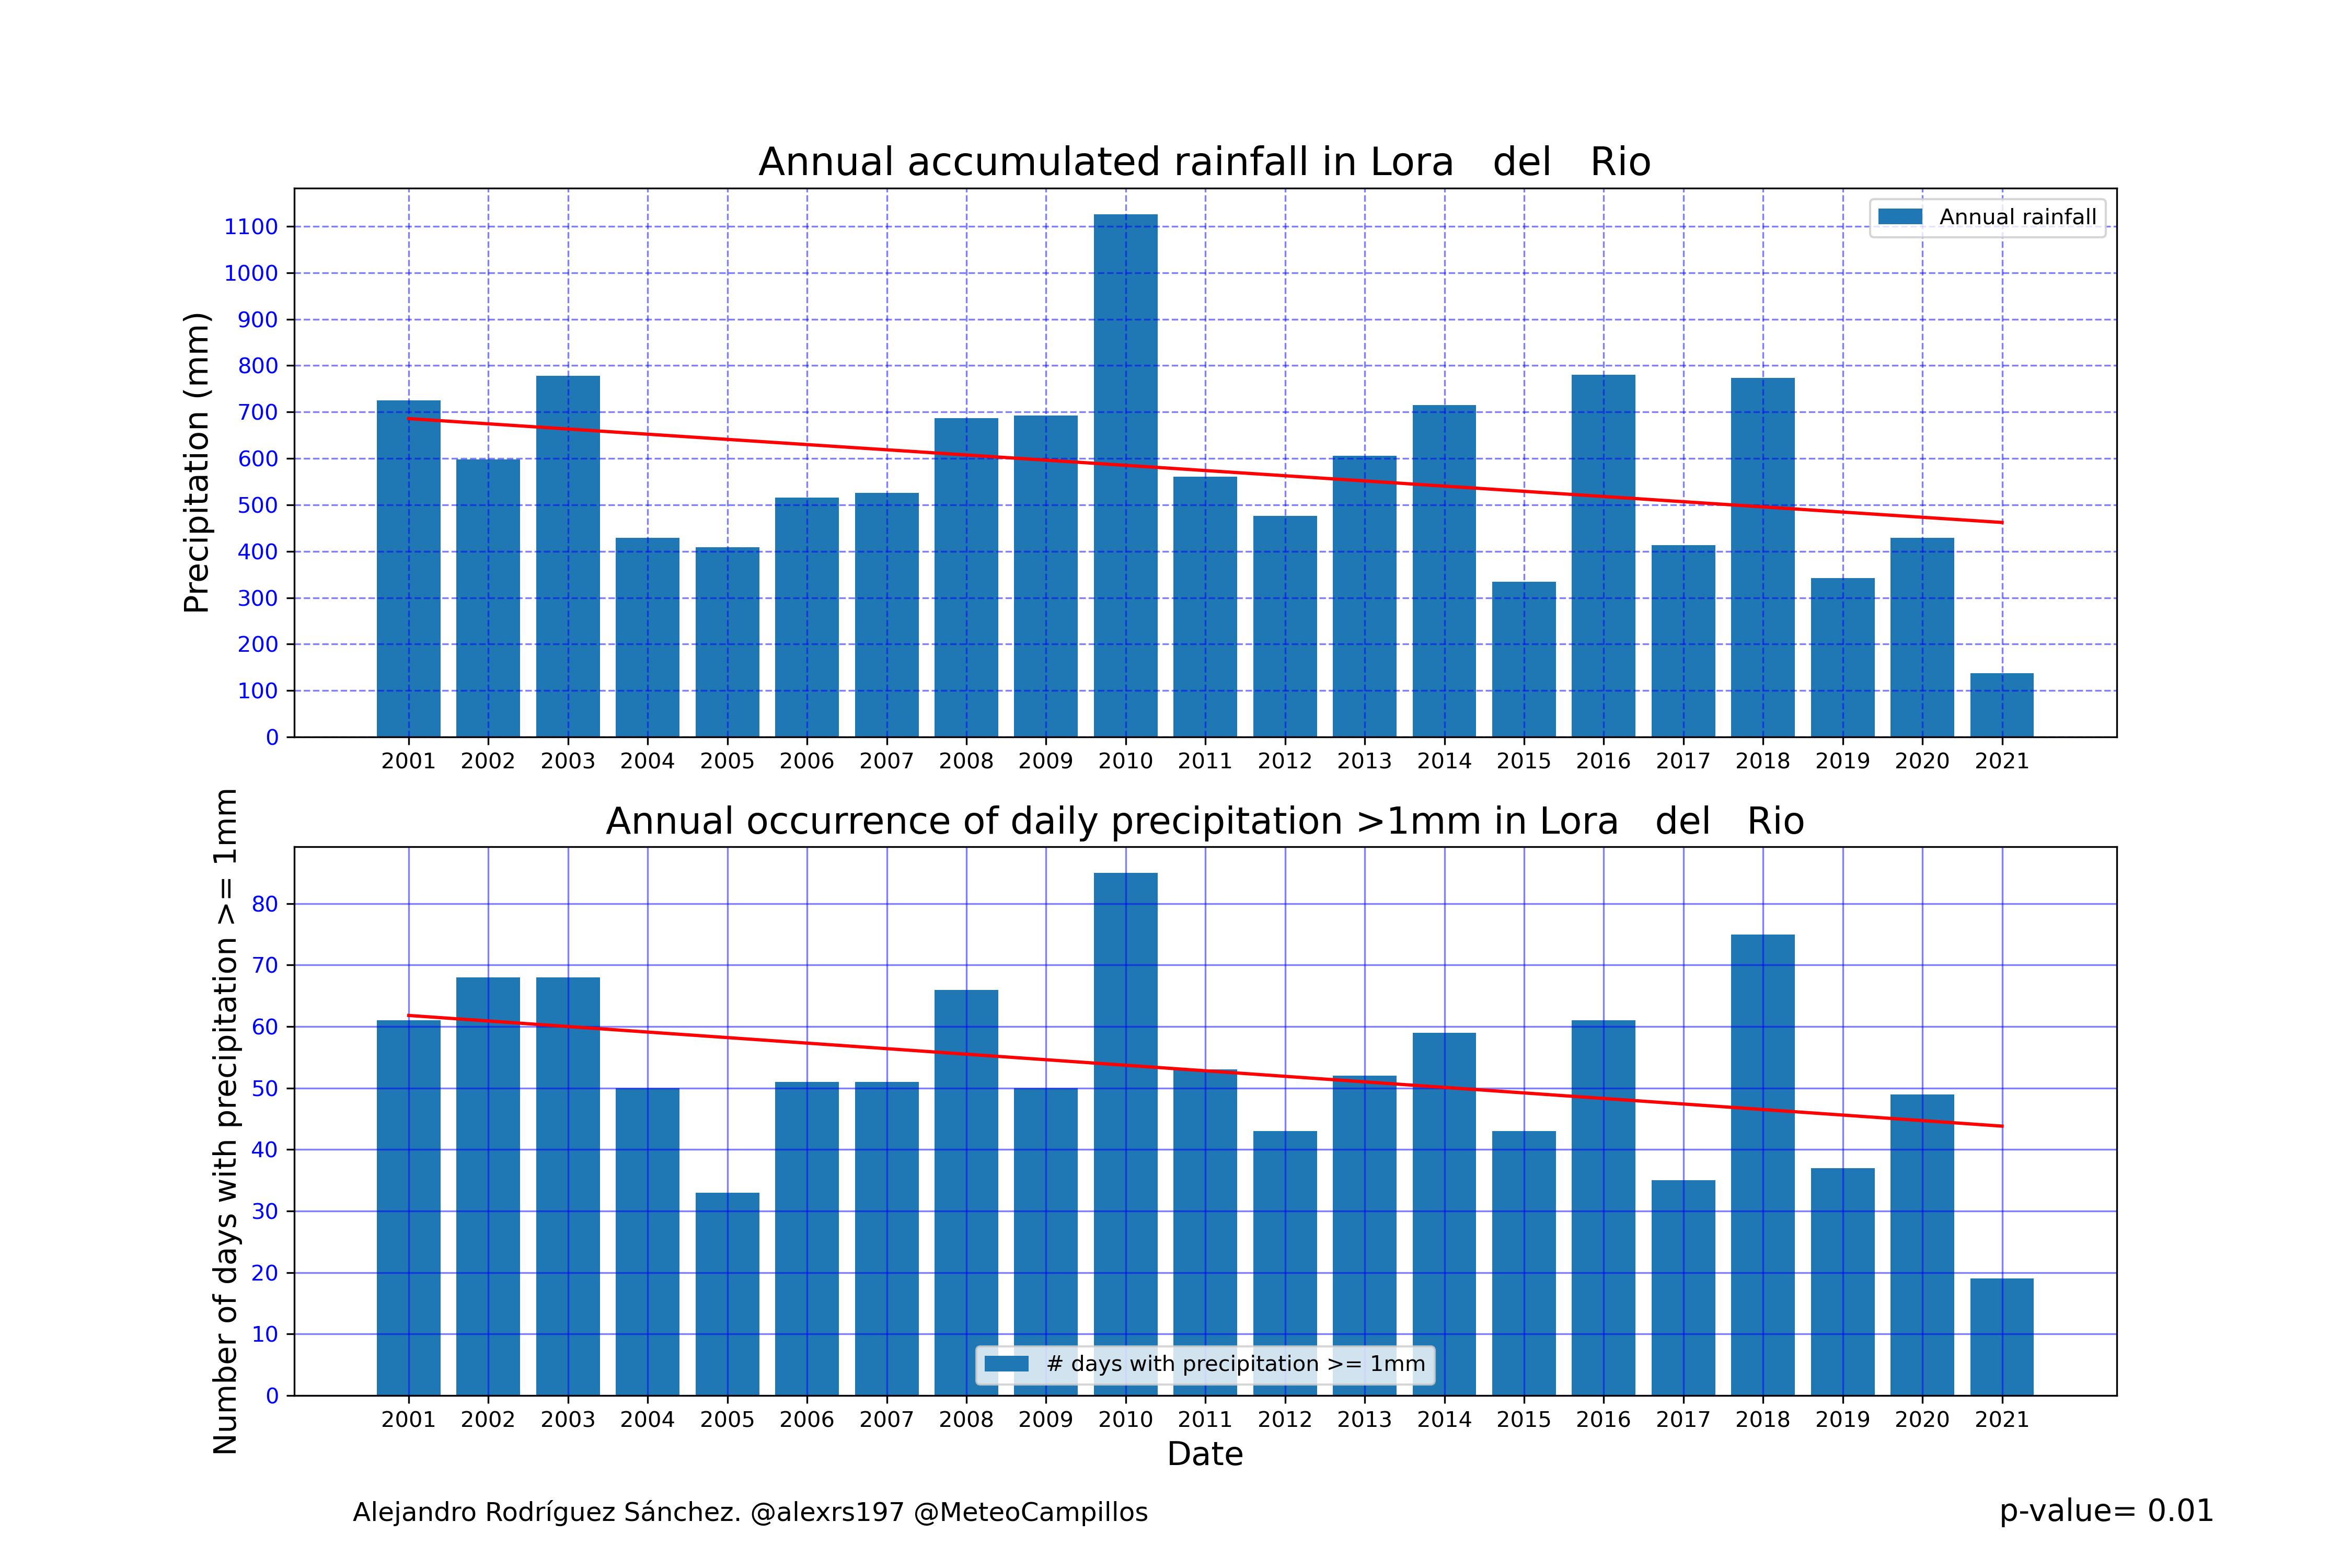 Annual accumulated rainfall in Lora   del   Rio
Precipitation (mm)
1100
1000
900
800
700
600
500
400
300
200
100
0
Annual rainfall
2001 2002 2003 2004 2005 2006 2007 2008 2009 2010 2011 2012 2013 2014 2015 2016 2017 2018 2019 2020 2021
Annual occurrence of daily precipitation >1mm in Lora   del   Rio
Number of days with precipitation >= 1mm
80
70
60
50
40
30
20
10
0
# days with precipitation >= 1mm
2001 2002 2003 2004 2005 2006 2007 2008 2009 2010 2011 2012 2013 2014 2015 2016 2017 2018 2019 2020 2021
Date
Alejandro Rodríguez Sánchez. @alexrs197 @MeteoCampillos
p-value= 0.01